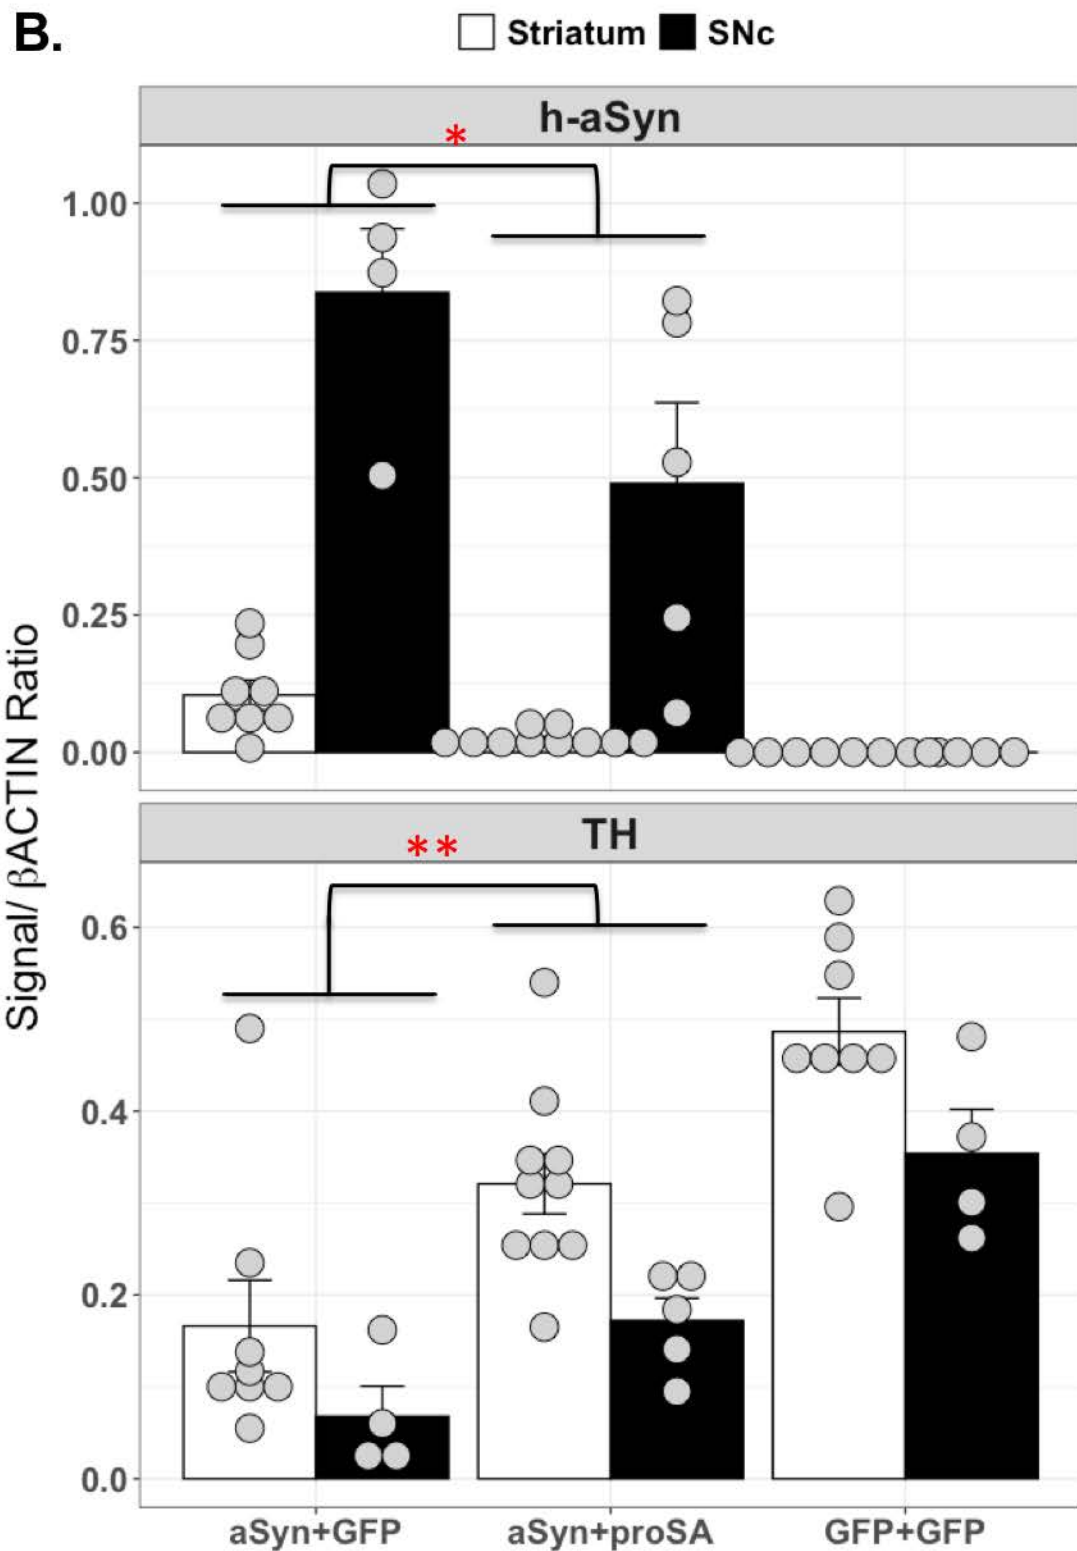 B.
Striatum SNc
h-aSyn
*
1.00
0.75
0.50
0.25
0.00
Signal/ βACTIN Ratio
TH
**
0.6
0.4
0.2
0.0
aSyn+GFP aSyn+proSA GFP+GFP